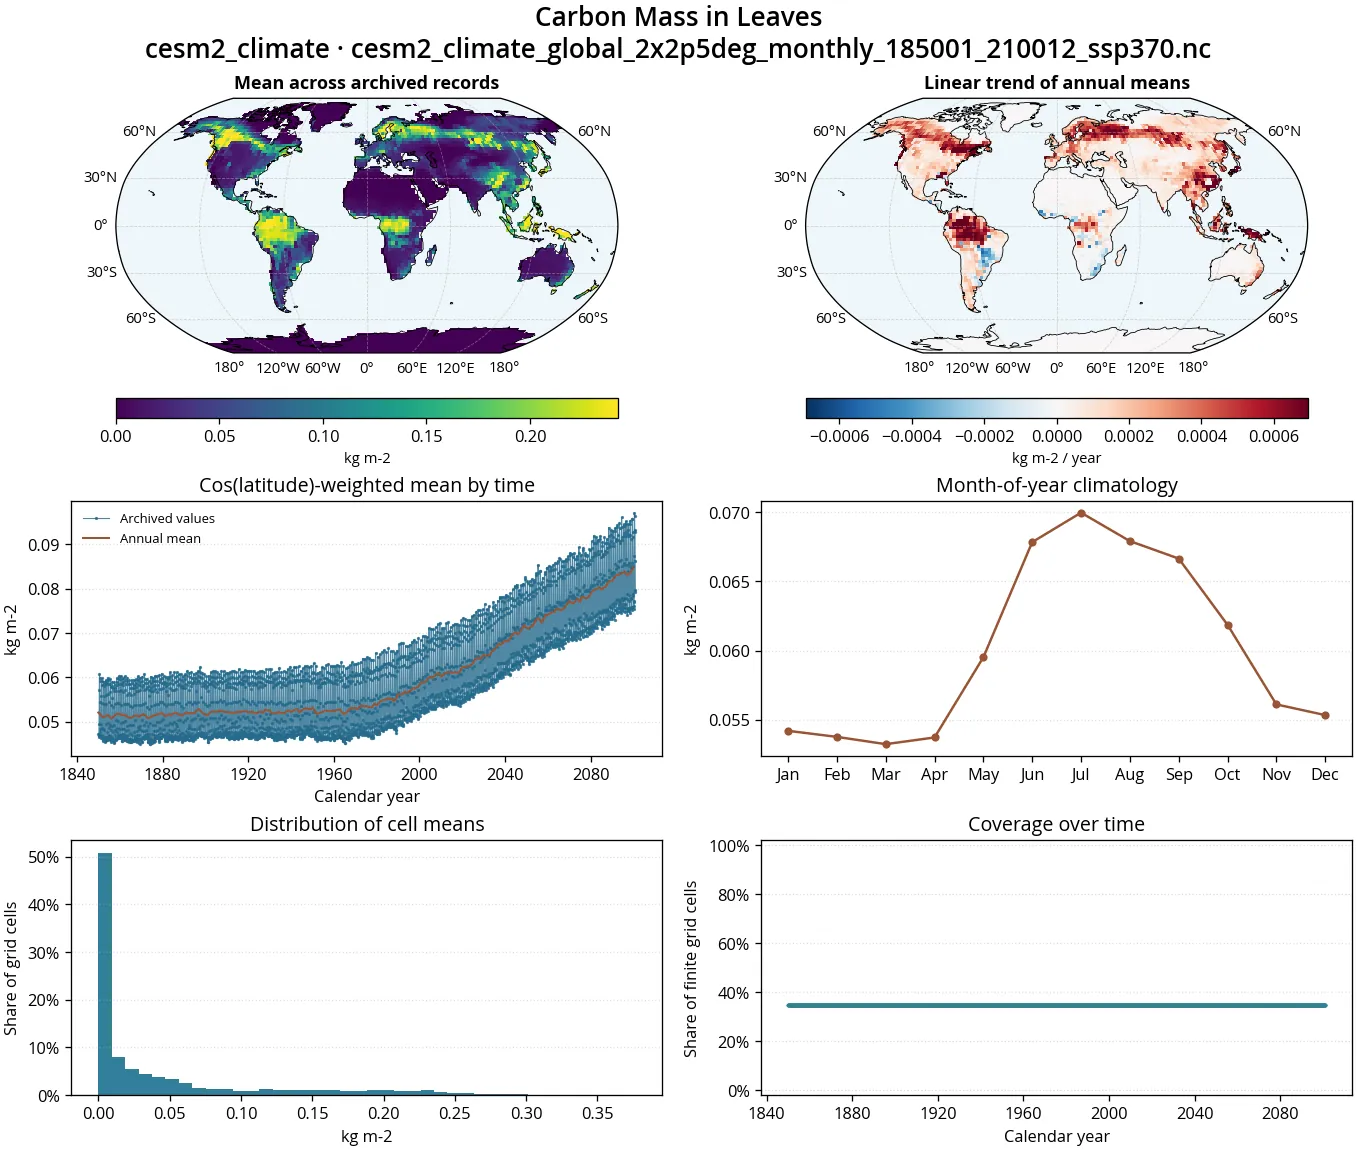 Carbon Mass in Leaves
cesm2_climate · cesm2_climate_global_2x2p5deg_monthly_185001_210012_ssp370.nc
Mean across archived records
60°N 60°N
30°N
0°
30°S
60°S 60°S
180° 120°W 60°W 0° 60°E 120°E 180°
0.00 0.05 0.10 0.15 0.20
kg m-2
Linear trend of annual means
60°N 60°N
30°N
0°
30°S
60°S 60°S
180° 120°W 60°W 0° 60°E 120°E 180°
−0.0006 −0.0004 −0.0002 0.0000 0.0002 0.0004 0.0006
kg m-2 / year
Cos(latitude)-weighted mean by time
Archived values
Annual mean
kg m-2
0.09
0.08
0.07
0.06
0.05
1840 1880 1920 1960 2000 2040 2080
Calendar year
Month-of-year climatology
kg m-2
0.070
0.065
0.060
0.055
Jan Feb Mar Apr May Jun Jul Aug Sep Oct Nov Dec
Distribution of cell means
Share of grid cells
50%
40%
30%
20%
10%
0%
0.00 0.05 0.10 0.15 0.20 0.25 0.30 0.35
kg m-2
Coverage over time
Share of finite grid cells
100%
80%
60%
40%
20%
0%
1840 1880 1920 1960 2000 2040 2080
Calendar year